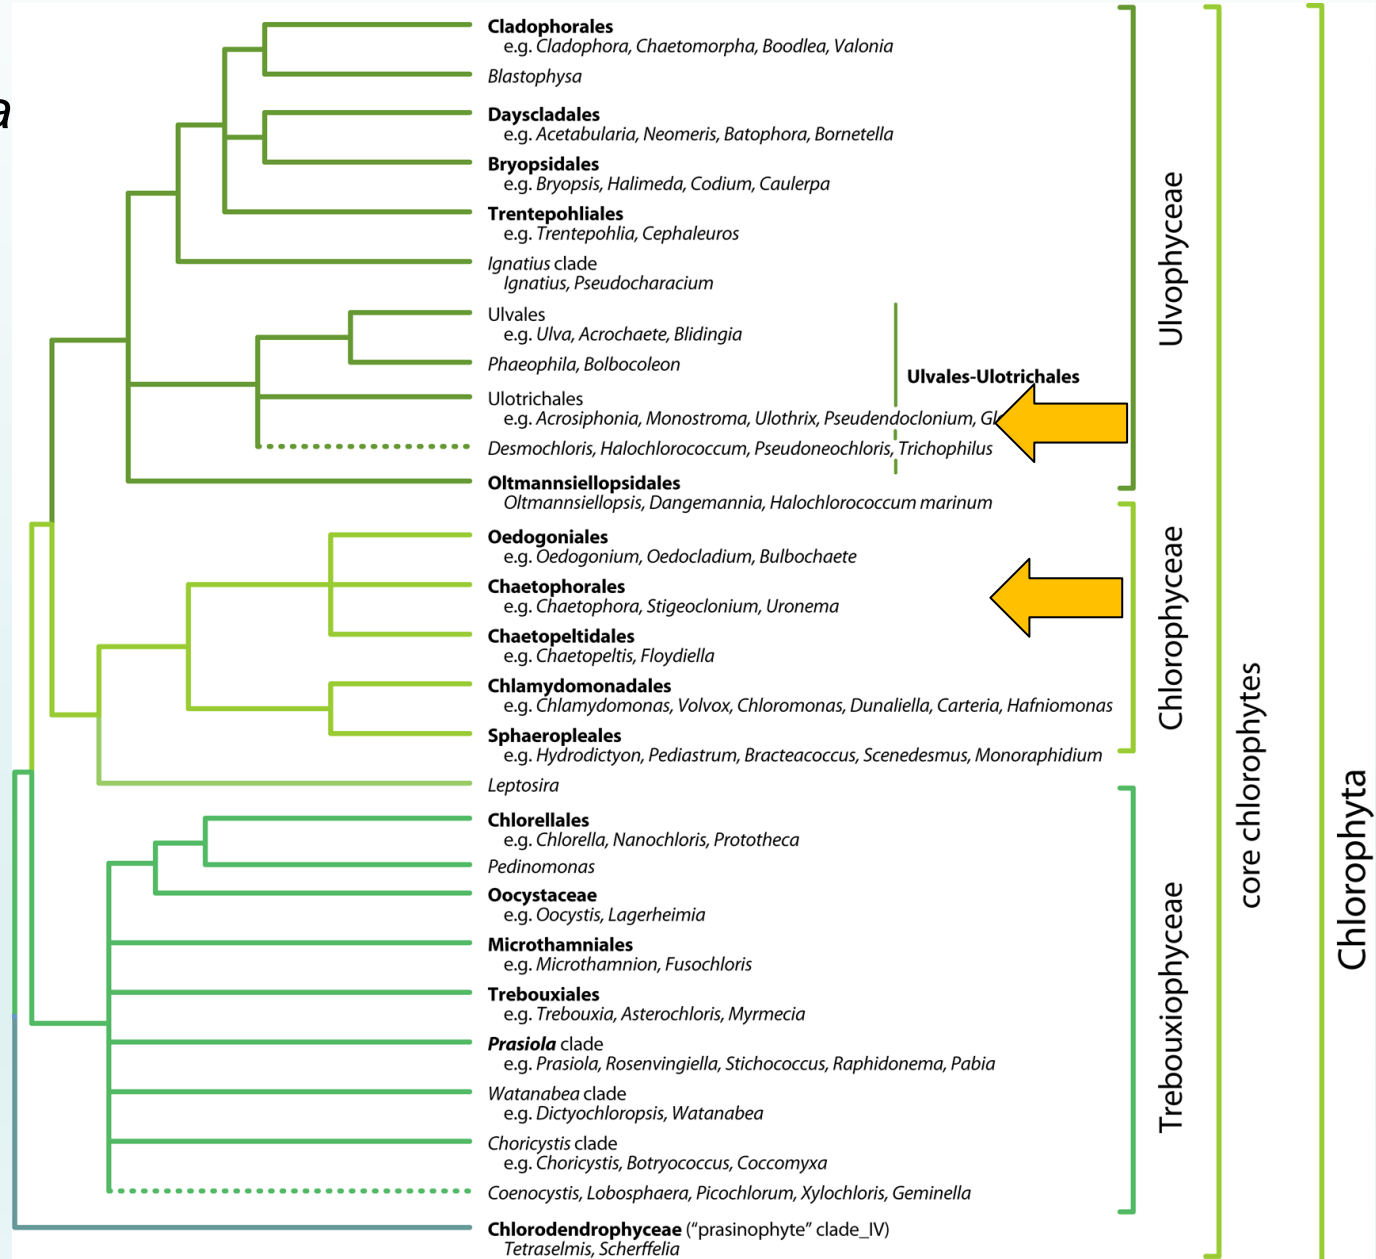 a
Cladophorales
e.g. Cladophora, Chaetomorpha, Boodlea, Valonia
Blastophysa
Dayscladales
e.g. Acetabularia, Neomeris, Batophora, Bornetella
Bryopsidales
e.g. Bryopsis, Halimeda, Codium, Caulerpa
Trentepohliales
e.g. Trentepohlia, Cephaleuros
Ignatius clade
Ignatius, Pseudocharacium
Ulvales
e.g. Ulva, Acrochaete, Blidingia
Phaeophila, Bolbocoleon
Ulvales-Ulotrichales
Ulotrichales
e.g. Acrosiphonia, Monostroma, Ulothrix, Pseudendoclonium,
Desmochloris, Halochlorococcum, Pseudoneochloris, Trichophilus
Oltmannsiellopsidales
Oltmannsiellopsis, Dangemannia, Halochlorococcum marinum
Ulvophyceae
Oedogoniales
e.g. Oedogonium, Oedocladium, Bulbochaete
Chaetophorales
e.g. Chaetophora, Stigeoclonium, Uronema
Chaetopeltidales
e.g. Chaetopeltis, Floydiella
Chlamydomonadales
e.g. Chlamydomonas, Volvox, Chloromonas, Dunaliella, Carteria, Hafniomonas
Sphaeropleales
e.g. Hydrodictyon, Pediastrum, Bracteacoccus, Scenedesmus, Monoraphidium
Chlorophyceae
Leptosira
Chlorellales
e.g. Chlorella, Nanochloris, Prototheca
Pedinomonas
Oocystaceae
e.g. Oocystis, Lagerheimia
Microthamniales
e.g. Microthamnion, Fusochloris
Trebouxiales
e.g. Trebouxia, Asterochloris, Myrmecia
Prasiola clade
e.g. Prasiola, Rosenvingiella, Stichococcus, Raphidonema, Pabia
Watanabea clade
e.g. Dictyochloropsis, Watanabea
Choricystis clade
e.g. Choricystis, Botryococcus, Coccomyxa
Coenocystis, Lobosphaera, Picochlorum, Xylochloris, Geminella
Trebouxiophyceae
Chlorodendrophyceae (“prasinophyte” clade_IV)
Tetraselmis, Scherffelia
core chlorophytes
Chlorophyta